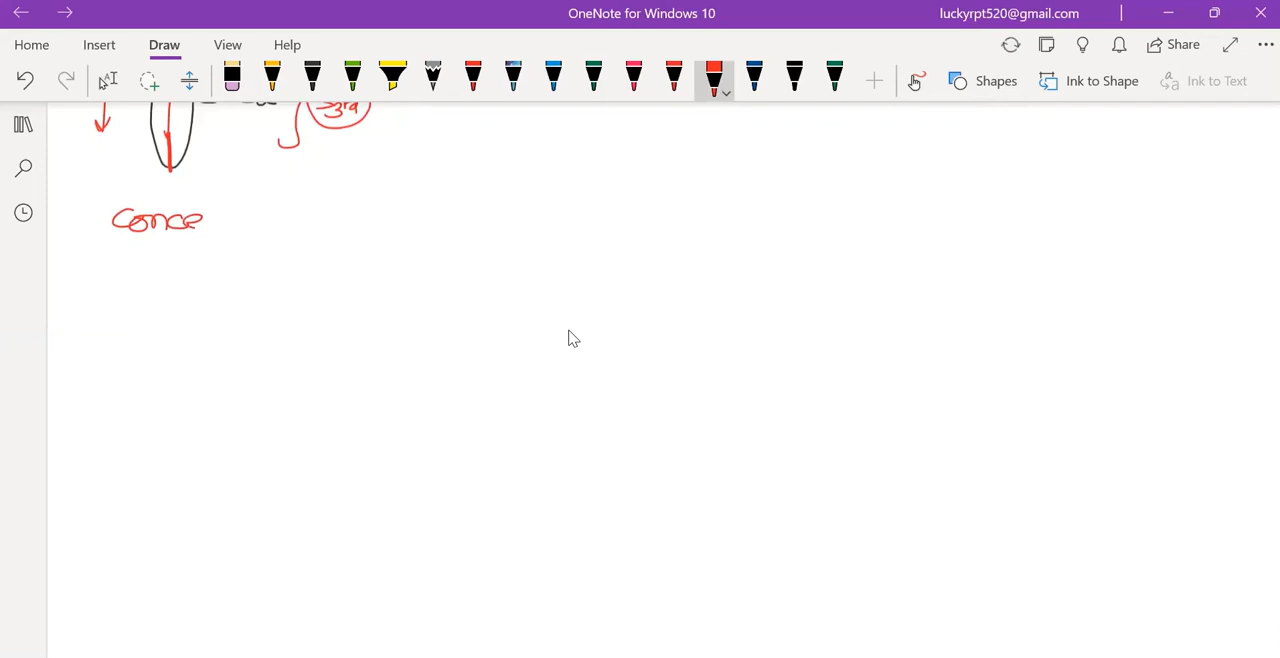 OneNote for Windows 10
luckyrpt520@gmail.com
Home Insert Draw View Help
Share
Shapes
Ink to Shape
Ink to Text
Conce